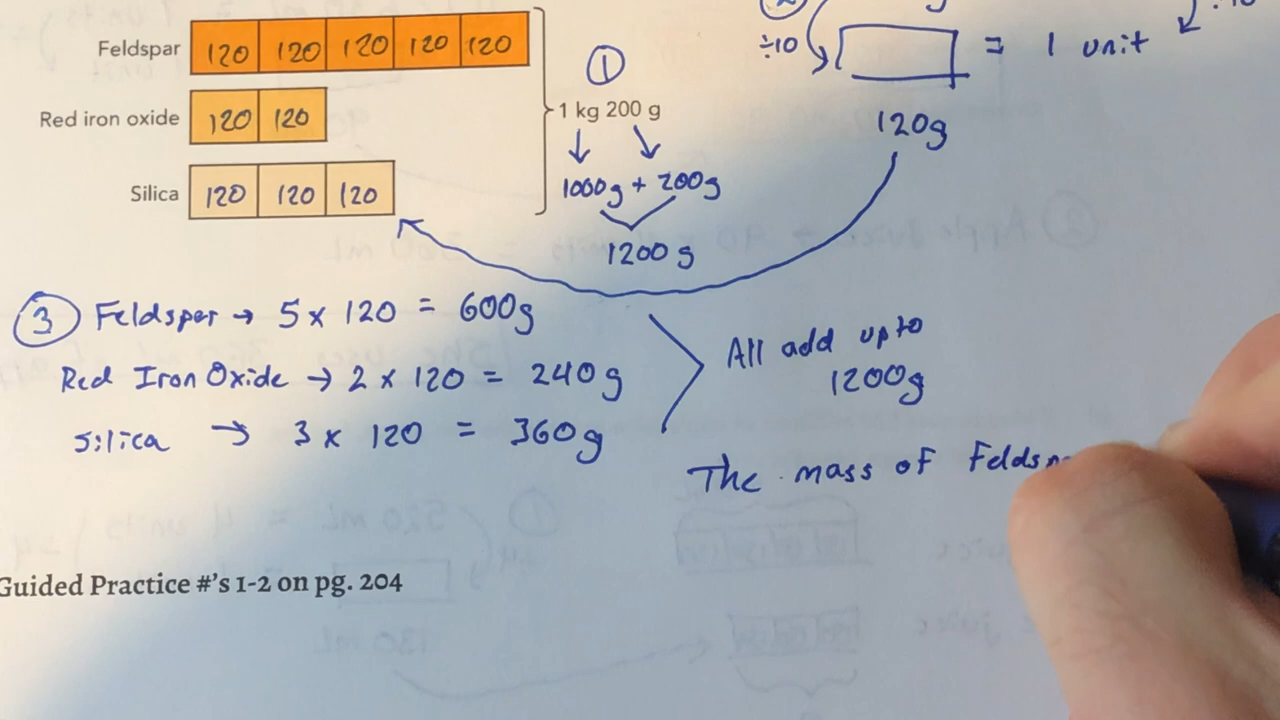 Feldspar 120 120 120 120 120
Red iron oxide 120 120
Silica 120 120 120
1
1 kg 200 g
1000g + 200g
1200 g
÷10
= 1 unit
120g
3 Feldspar → 5 x 120 = 600g
Red Iron Oxide → 2 x 120 = 240g
Silica → 3 x 120 = 360g
All add up to
1200g
The mass of
Guided Practice #'s 1-2 on pg. 204